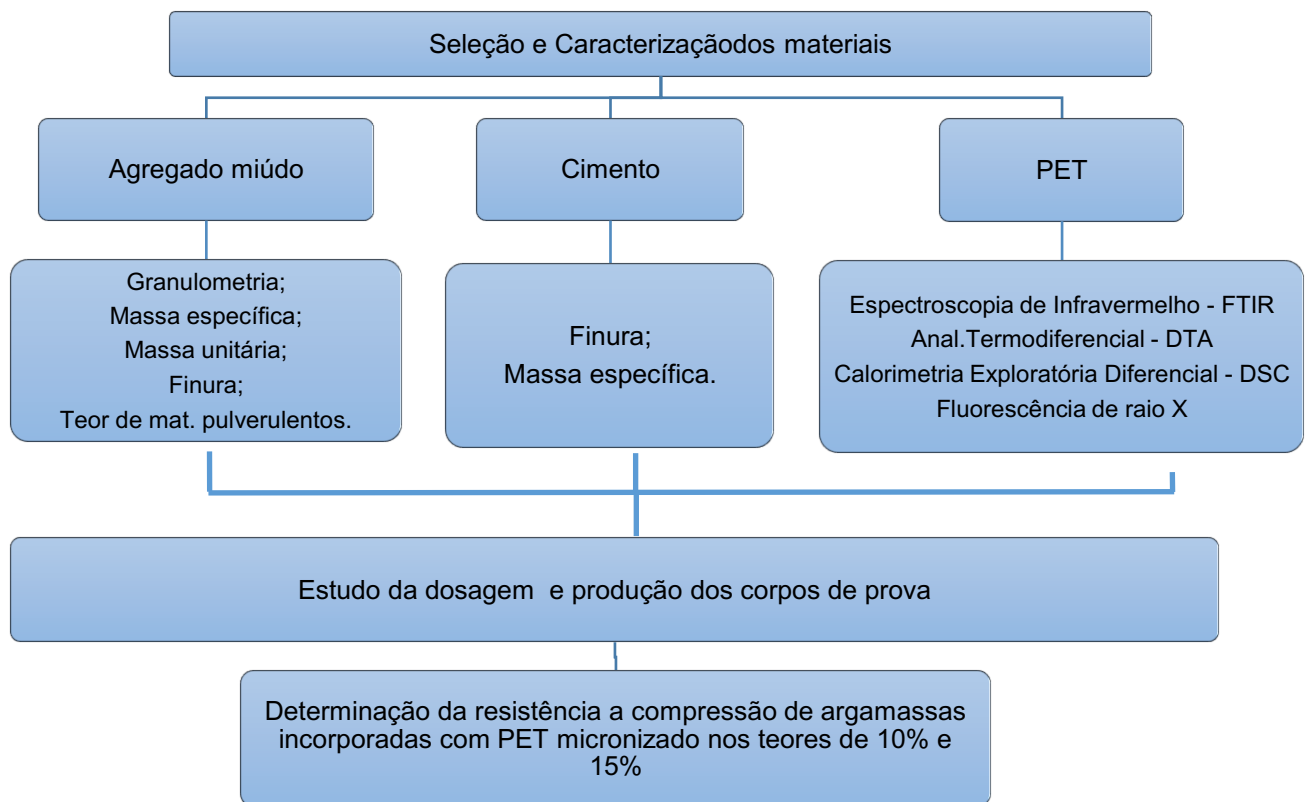 Seleção e Caracterizaçãodos materiais
Agregado miúdo
Cimento
PET
Granulometria;
Massa específica;
Massa unitária;
Finura;
Teor de mat. pulverulentos.
Finura;
Massa específica.
Espectroscopia de Infravermelho - FTIR
Anal.Termodiferencial - DTA
Calorimetria Exploratória Diferencial - DSC
Fluorescência de raio X
Estudo da dosagem e produção dos corpos de prova
Determinação da resistência a compressão de argamassas
incorporadas com PET micronizado nos teores de 10% e
15%